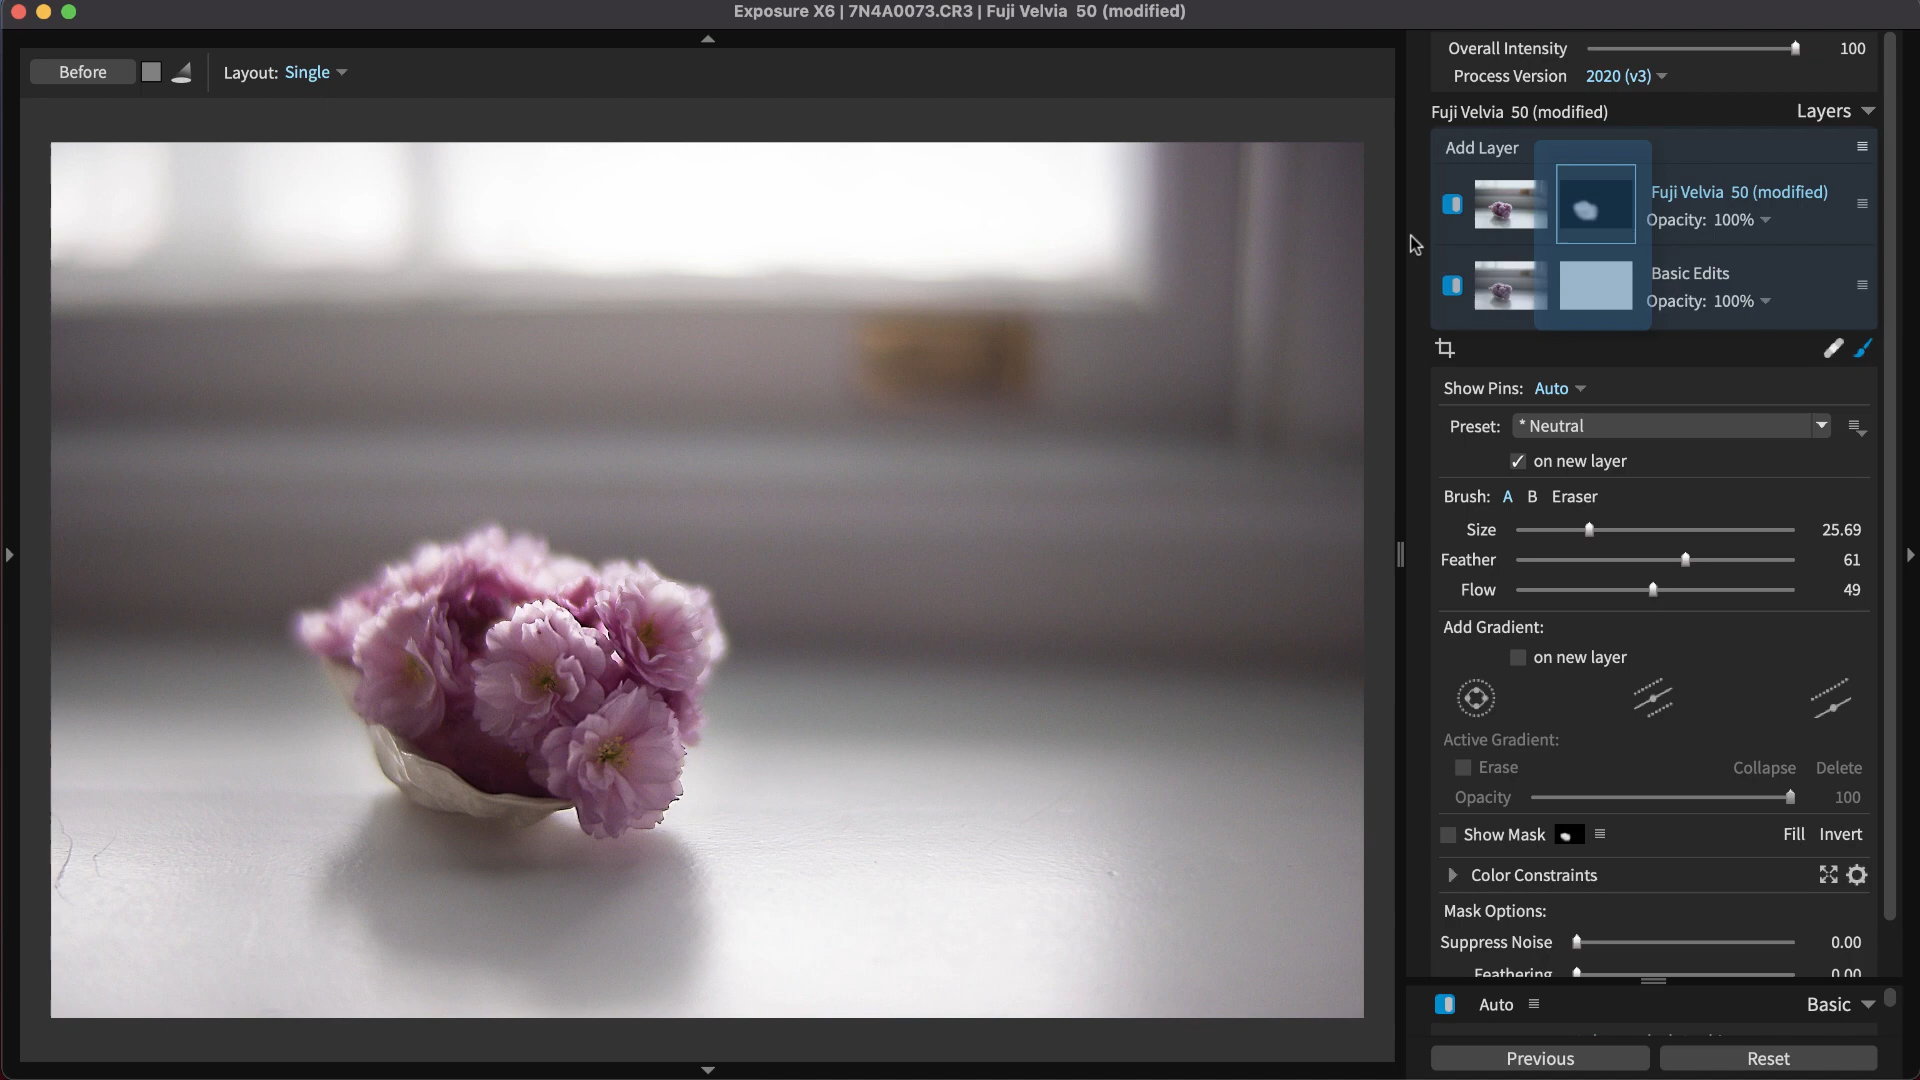 Exposure X6 | 7N4A0073.CR3 | Fuji Velvia 50 (modified)
Before
Layout: Single
Overall Intensity 100
Process Version 2020 (v3)
Fuji Velvia 50 (modified) Layers
Add Layer
Fuji Velvia 50 (modified)
Opacity: 100%
Basic Edits
Opacity: 100%
Show Pins: Auto
Preset: * Neutral
on new layer
Brush: A B Eraser
Size 25.69
Feather 61
Flow 49
Add Gradient:
on new layer
Active Gradient:
Erase Collapse Delete
Opacity 100
Show Mask Fill Invert
Color Constraints
Mask Options:
Suppress Noise 0.00
Feathering 0.00
Auto Basic
Previous Reset